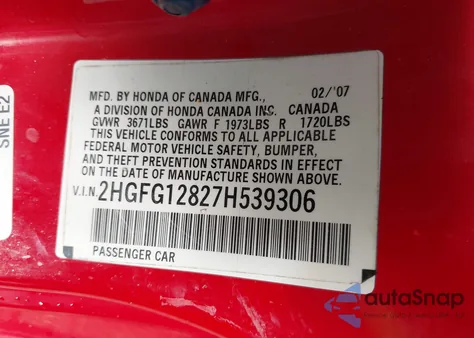 SNE E2
MFD. BY HONDA OF CANADA MFG., 02/'07
A DIVISION OF HONDA CANADA INC. CANADA
GVWR 3671LBS GAWR F 1973LBS R 1720LBS
THIS VEHICLE CONFORMS TO ALL APPLICABLE
FEDERAL MOTOR VEHICLE SAFETY, BUMPER,
AND THEFT PREVENTION STANDARDS IN EFFECT
ON THE DATE OF MANUFACTURE SHOWN ABOVE.
V.I.N. 2HGFG12827H539306
PASSENGER CAR
autoSnap